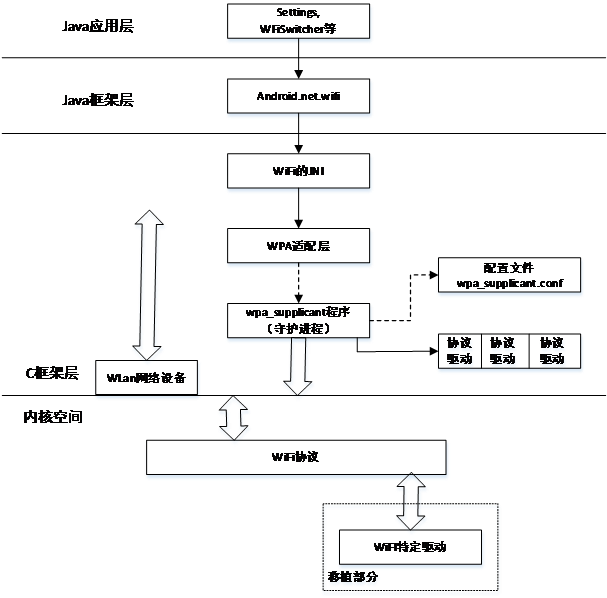 Java应用层
Settings,
WFiSwitcher等
Java框架层
Android.net.wifi
WiFi的JNI
WPA适配层
wpa_supplicant程序
（守护进程）
配置文件
wpa_supplicant.conf
协议 协议 协议
驱动 驱动 驱动
C框架层
WLan网络设备
内核空间
WiFi协议
WiFi特定驱动
移植部分